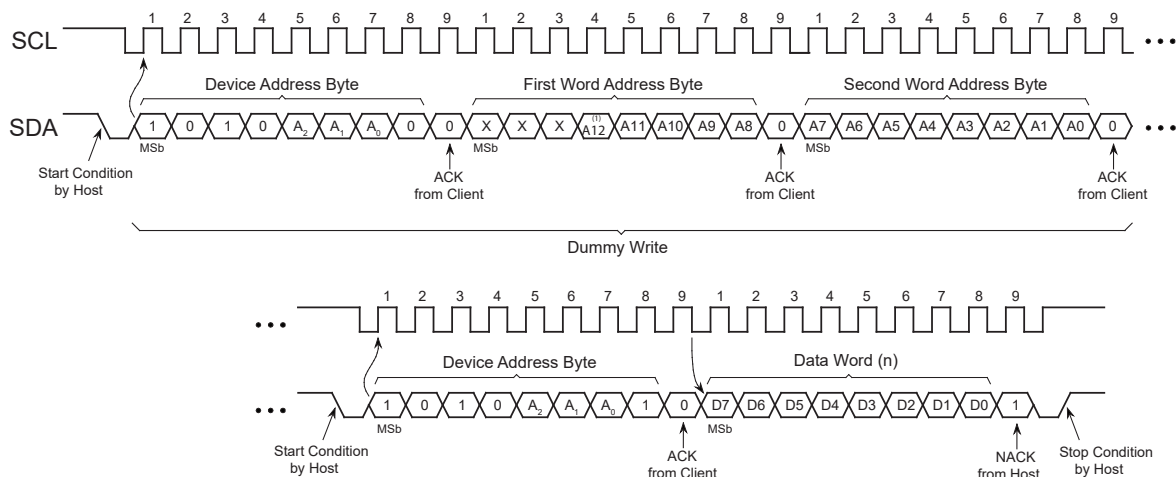 1 2 3 4 5 6 7 8 9 1 2 3 4 5 6 7 8 9 1 2 3 4 5 6 7 8 9
SCL
Device Address Byte First Word Address Byte Second Word Address Byte
SDA 1 0 1 0 A2 A1 A0 0 0 X X X A12 (1) A11 A10 A9 A8 0 A7 A6 A5 A4 A3 A2 A1 A0 0
MSb MSb MSb
Start Condition
by Host
ACK
from Client
ACK
from Client
ACK
from Client
Dummy Write
1 2 3 4 5 6 7 8 9 1 2 3 4 5 6 7 8 9
Device Address Byte Data Word (n)
1 0 1 0 A2 A1 A0 1 0 D7 D6 D5 D4 D3 D2 D1 D0 1
MSb MSb
Start Condition
by Host
ACK
from Client
NACK
from Host
Stop Condition
by Host